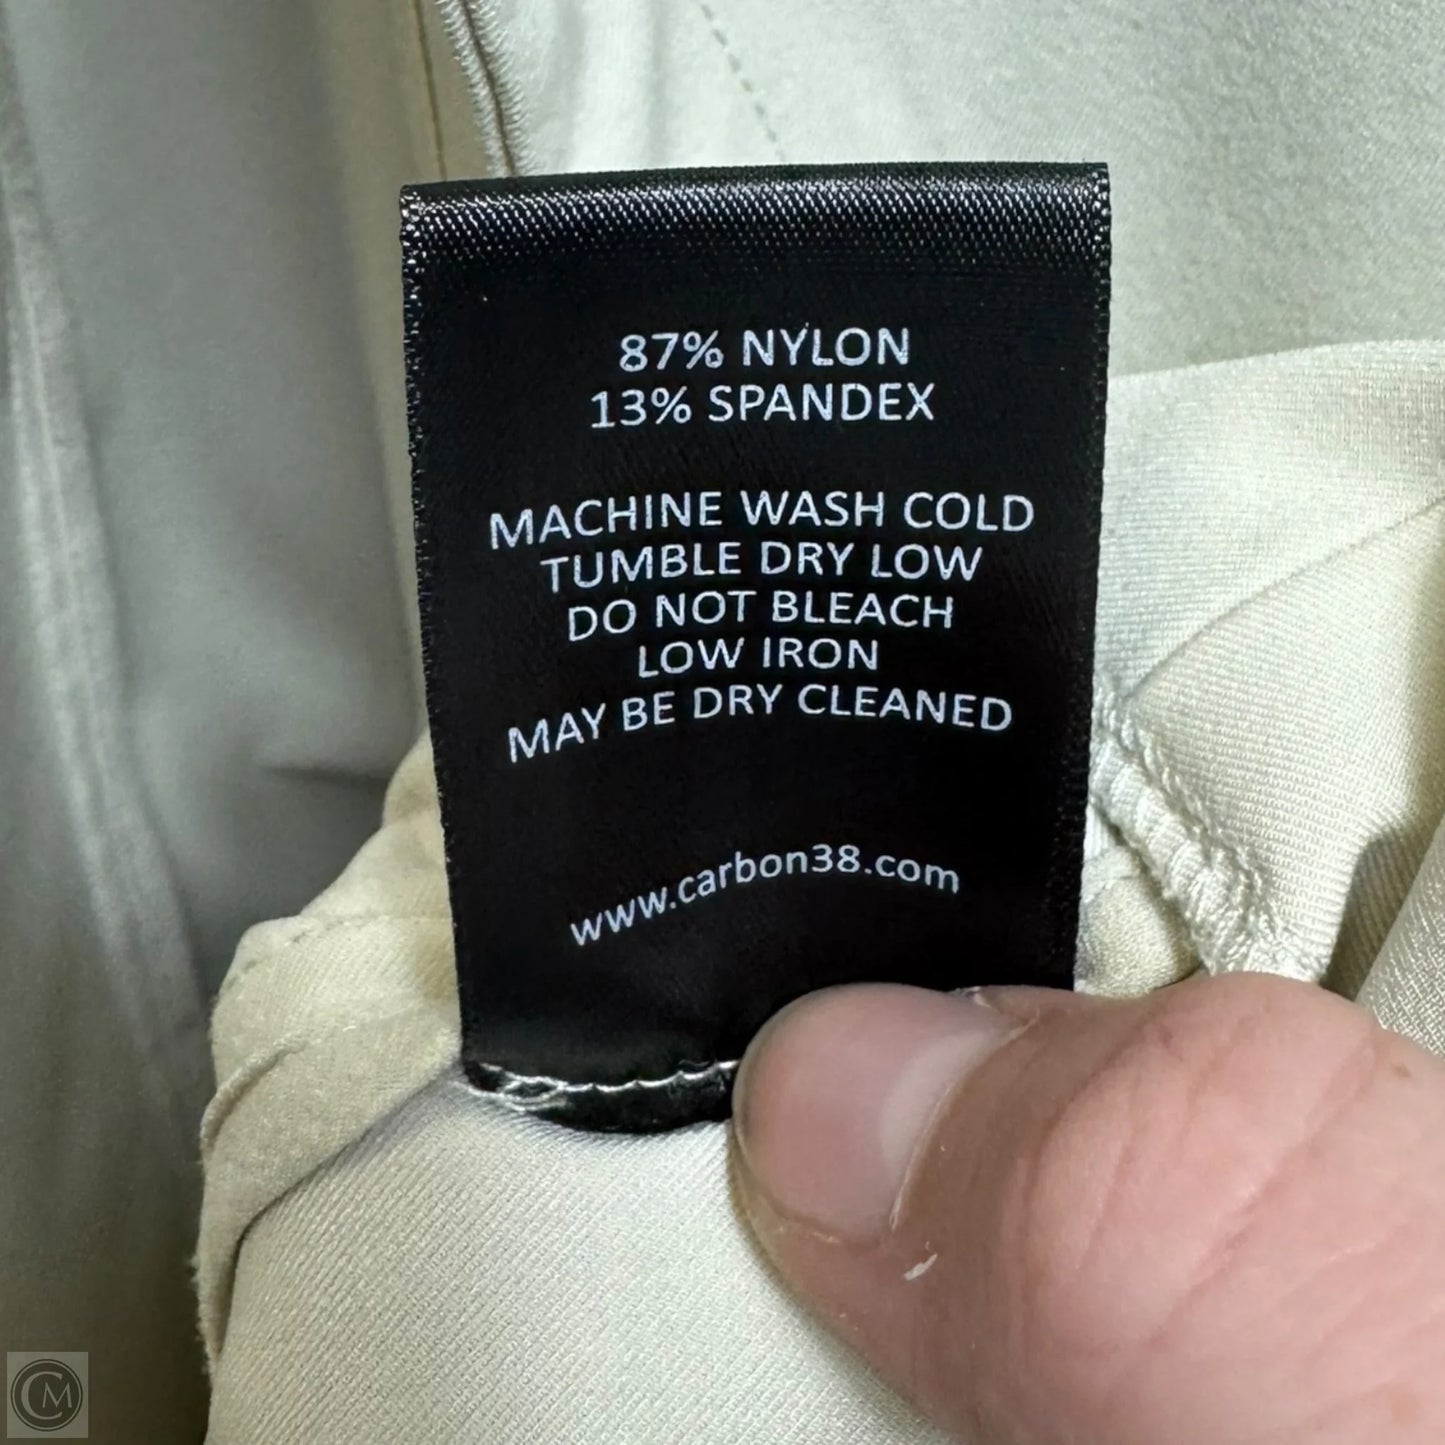 87% NYLON
13% SPANDEX
MACHINE WASH COLD
TUMBLE DRY LOW
DO NOT BLEACH
LOW IRON
MAY BE DRY CLEANED
www.carbon38.com
CM